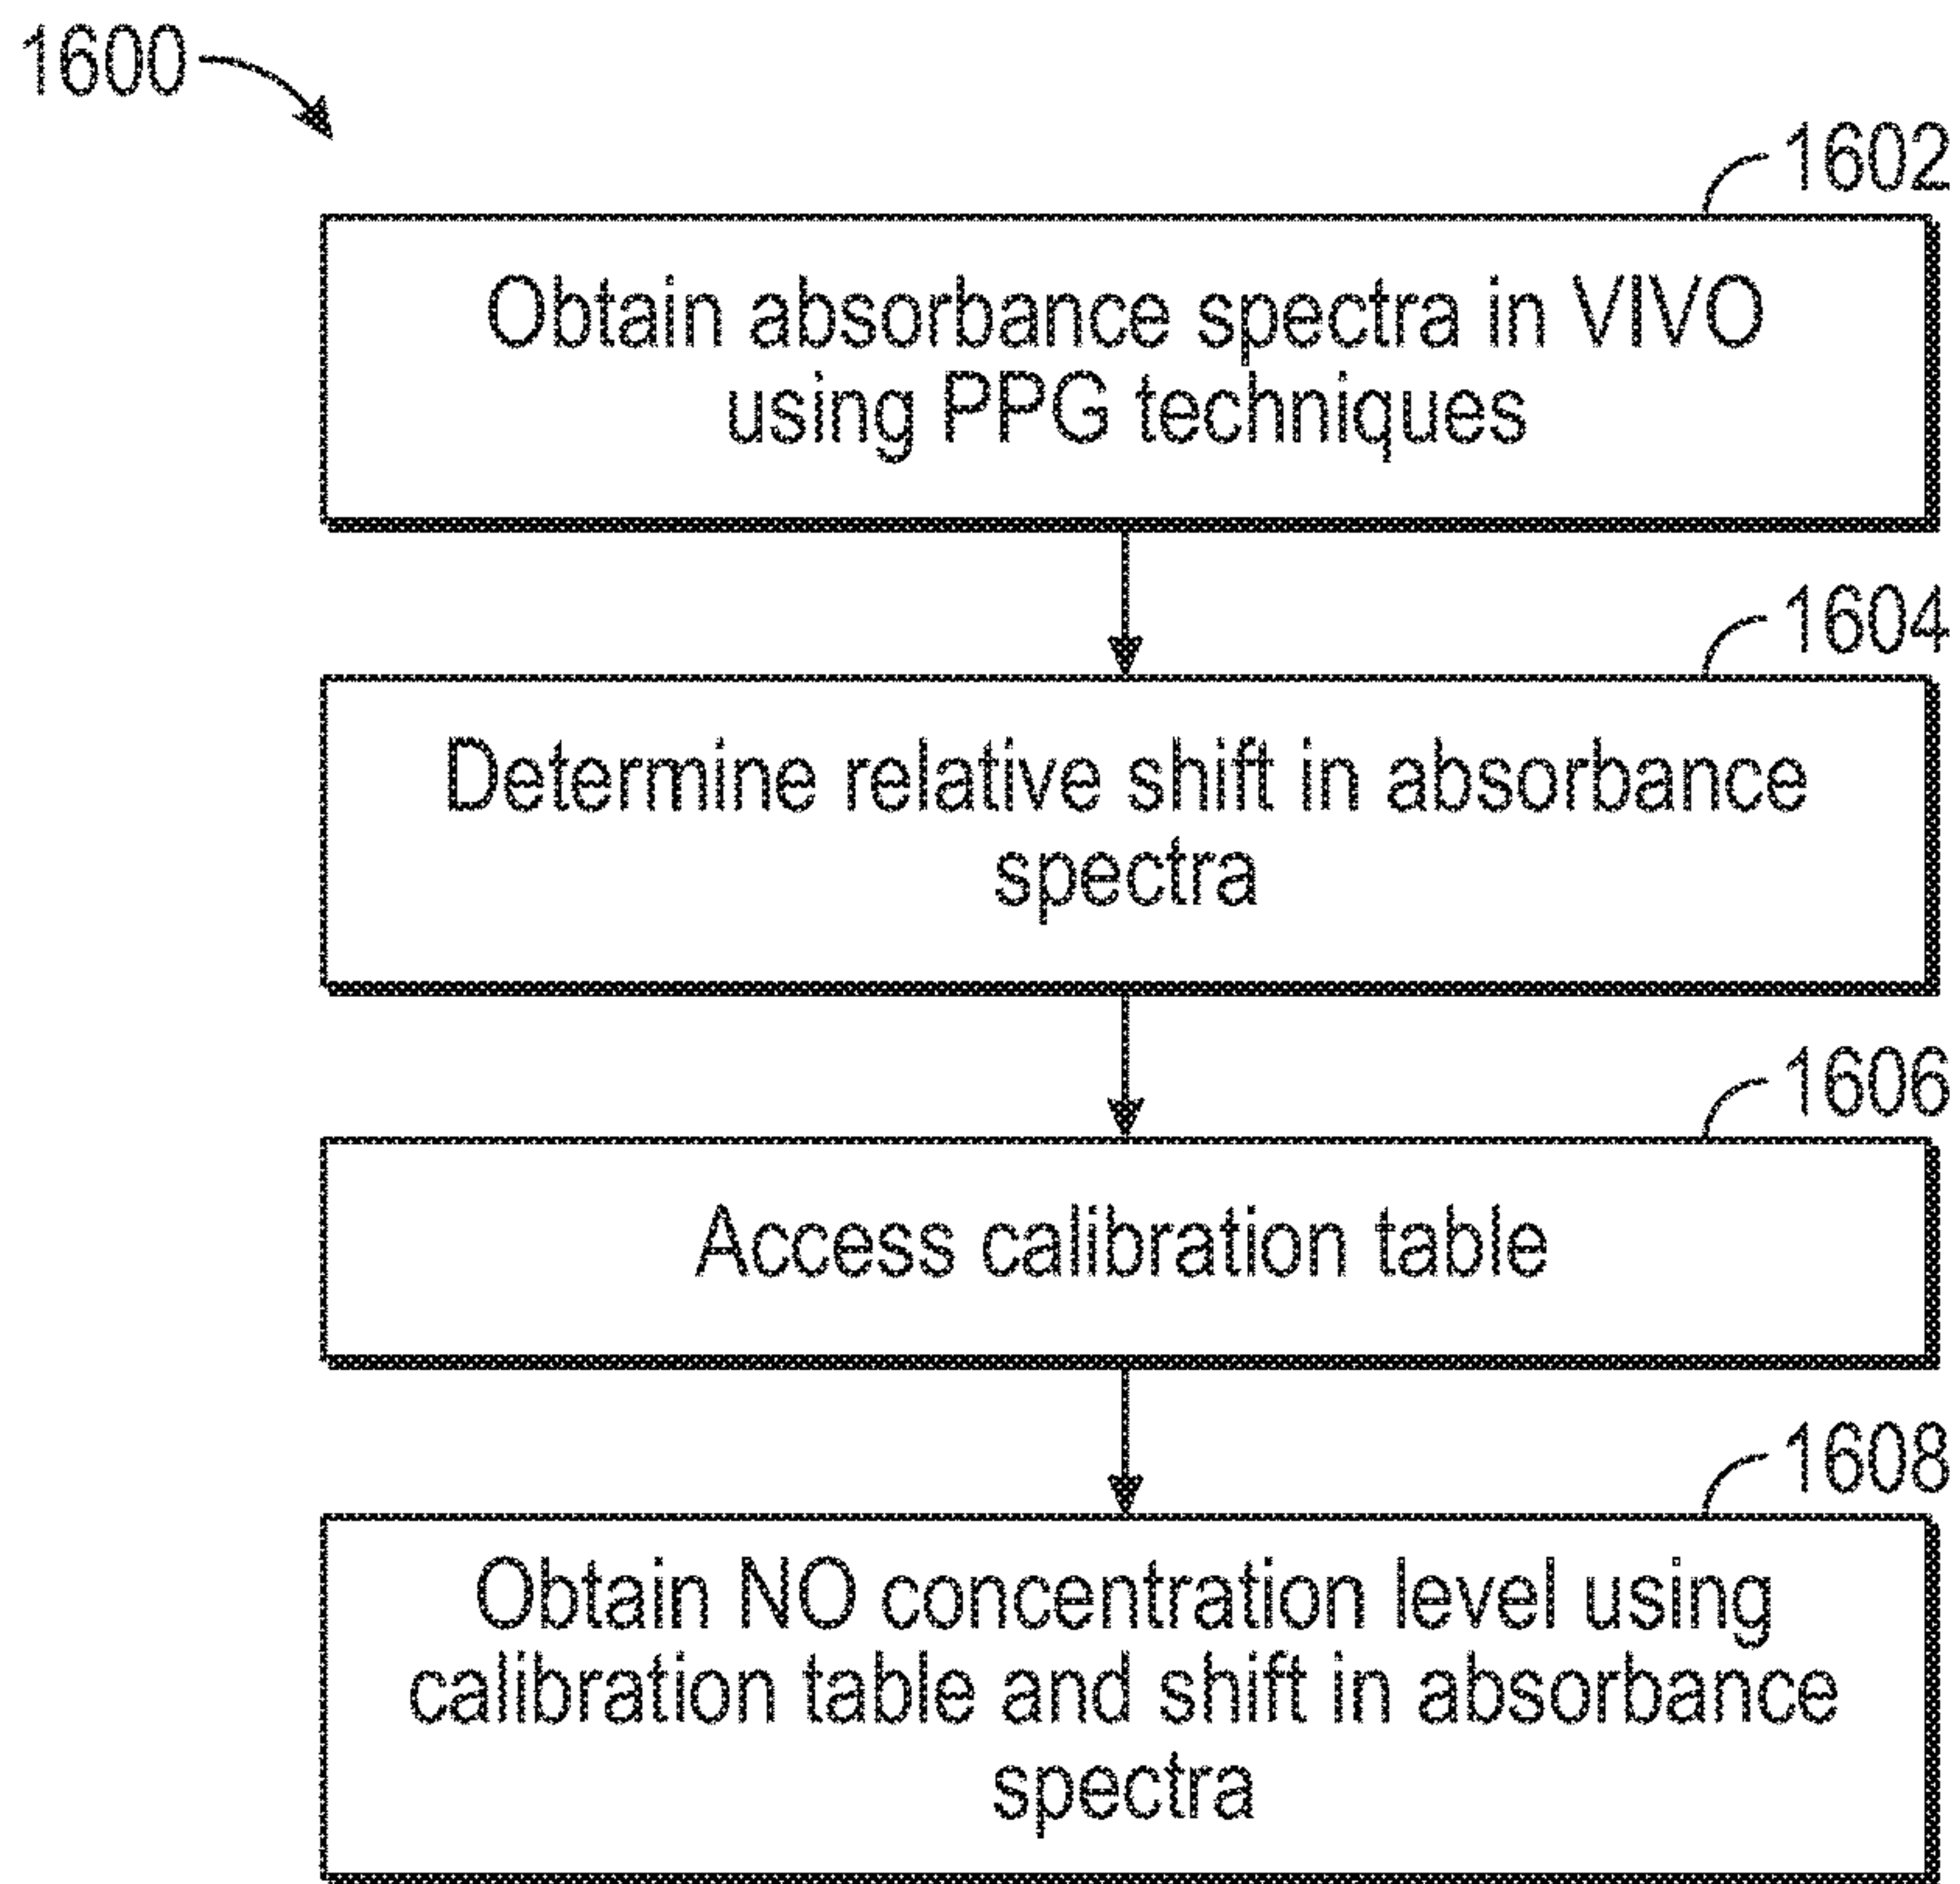 1600
1602
Obtain absorbance spectra in VIVO
using PPG techniques
1604
Determine relative shift in absorbance
spectra
1606
Access calibration table
1608
Obtain NO concentration level using
calibration table and shift in absorbance
spectra